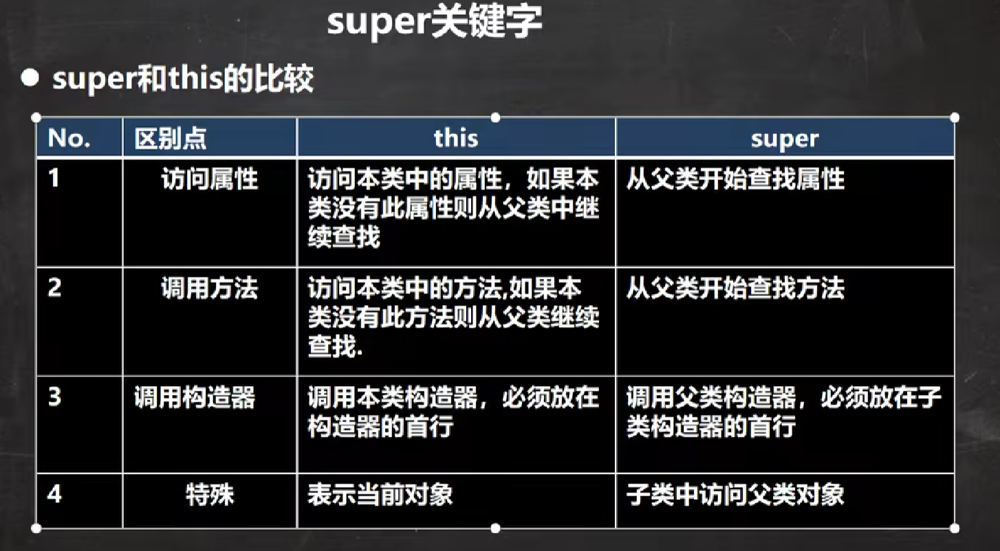 super关键字
super和this的比较
No. 区别点 this super
1 访问属性 访问本类中的属性，如果本 从父类开始查找属性
类没有此属性则从父类中继
续查找
2 调用方法 访问本类中的方法,如果本 从父类开始查找方法
类没有此方法则从父类继续
查找.
3 调用构造器 调用本类构造器，必须放在 调用父类构造器，必须放在子
构造器的首行 类构造器的首行
4 特殊 表示当前对象 子类中访问父类对象